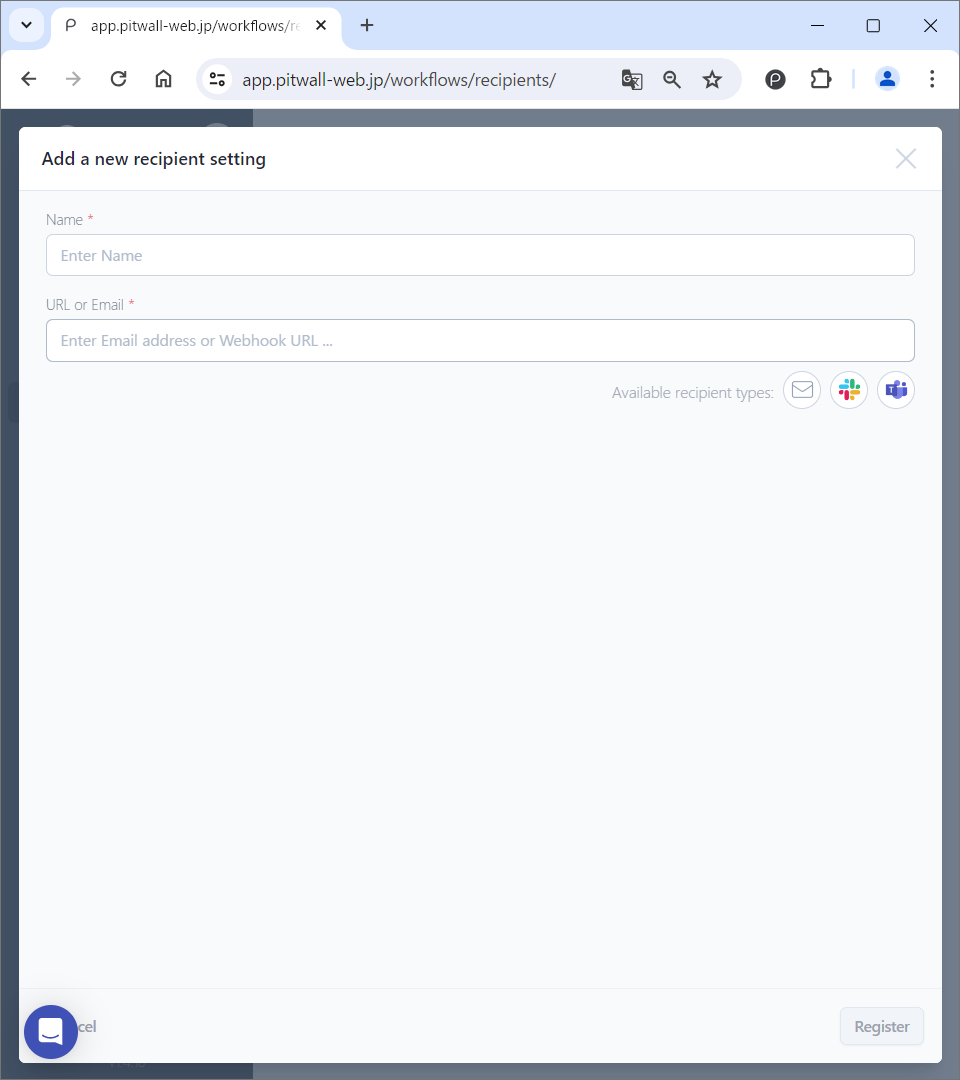 app.pitwall-web.jp/workflows/re
app.pitwall-web.jp/workflows/recipients/
Add a new recipient setting
Name *
Enter Name
URL or Email *
Enter Email address or Webhook URL ...
Available recipient types:
cel
Register